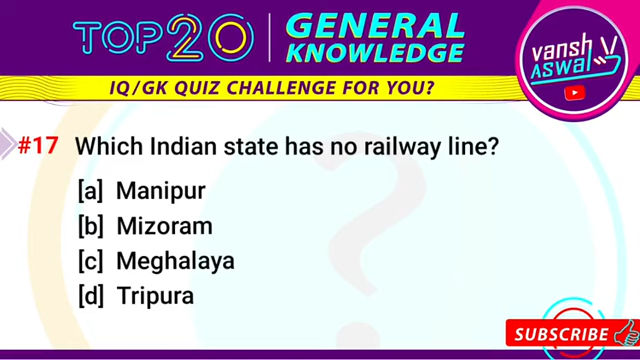 TOP 20
GENERAL
KNOWLEDGE
vansh
ASwal
IQ/GK QUIZ CHALLENGE FOR YOU?
#17 Which Indian state has no railway line?
[a] Manipur
[b] Mizoram
[c] Meghalaya
[d] Tripura
SUBSCRIBE